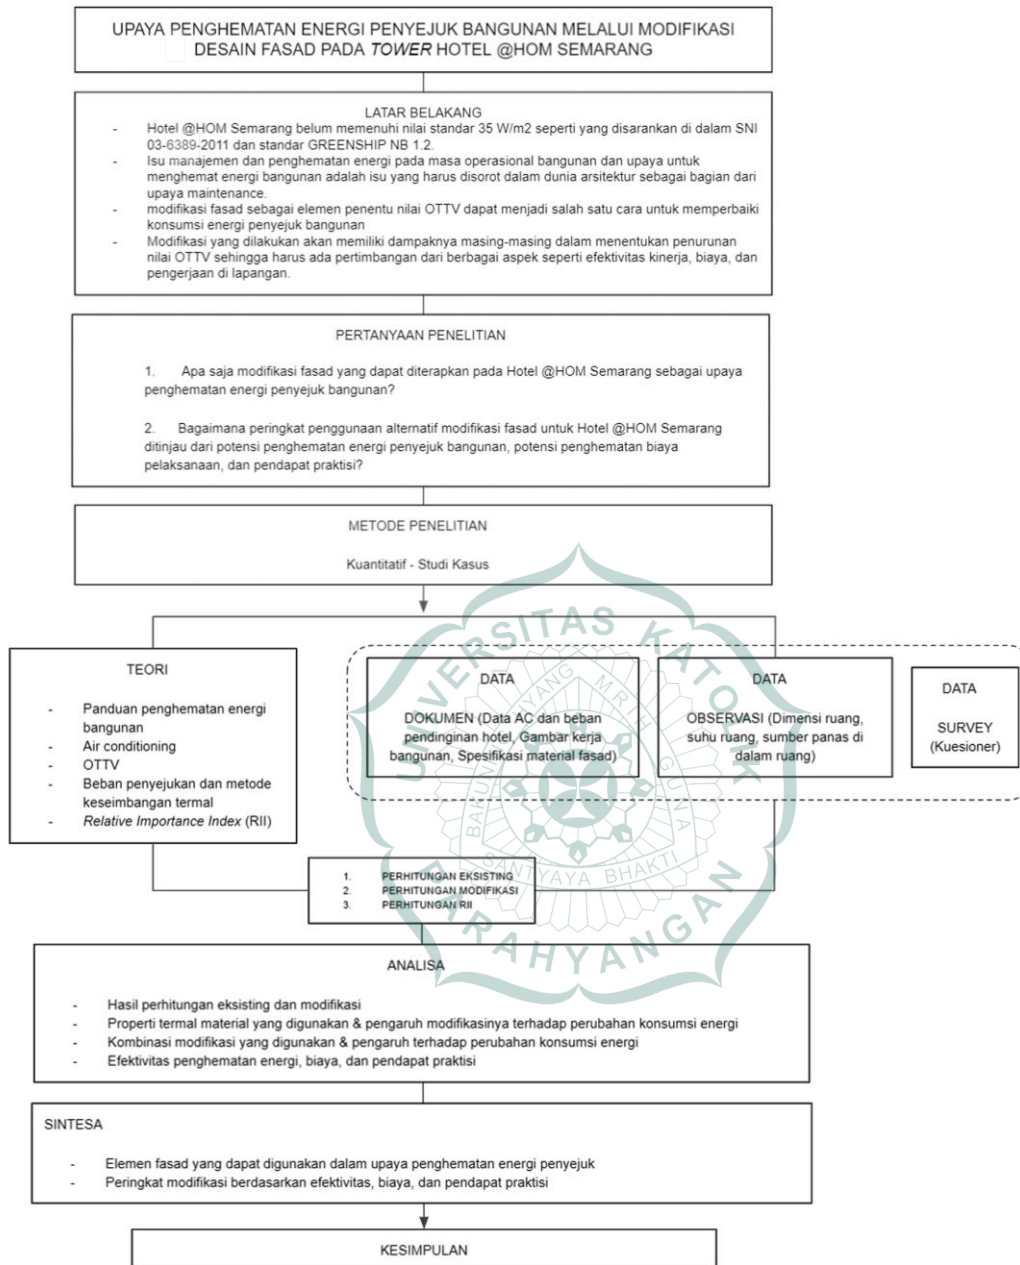 UPAYA PENGHEMATAN ENERGI PENYEJUK BANGUNAN MELALUI MODIFIKASI
DESAIN FASAD PADA TOWER HOTEL @HOM SEMARANG
LATAR BELAKANG
- Hotel @HOM Semarang belum memenuhi nilai standar 35 W/m2 seperti yang disarankan di dalam SNI
03-6389-2011 dan standar GREENSHIP NB 1.2.
- Isu manajemen dan penghematan energi pada masa operasional bangunan dan upaya untuk
menghemat energi bangunan adalah isu yang harus disorot dalam dunia arsitektur sebagai bagian dari
upaya maintenance.
- modifikasi fasad sebagai elemen penentu nilai OTTV dapat menjadi salah satu cara untuk memperbaiki
konsumsi energi penyejuk bangunan
- Modifikasi yang dilakukan akan memiliki dampaknya masing-masing dalam menentukan penurunan
nilai OTTV sehingga harus ada pertimbangan dari berbagai aspek seperti efektivitas kinerja, biaya, dan
pengerjaan di lapangan.
PERTANYAAN PENELITIAN
1. Apa saja modifikasi fasad yang dapat diterapkan pada Hotel @HOM Semarang sebagai upaya
penghematan energi penyejuk bangunan?
2. Bagaimana peringkat penggunaan alternatif modifikasi fasad untuk Hotel @HOM Semarang
ditinjau dari potensi penghematan energi penyejuk bangunan, potensi penghematan biaya
pelaksanaan, dan pendapat praktisi?
METODE PENELITIAN
Kuantitatif - Studi Kasus
TEORI
- Panduan penghematan energi
bangunan
- Air conditioning
- OTTV
- Beban penyejukan dan metode
keseimbangan termal
- Relative Importance Index (RII)
DATA
DOKUMEN (Data AC dan beban
pendinginan hotel, Gambar kerja
bangunan, Spesifikasi material fasad)
DATA
OBSERVASI (Dimensi ruang,
suhu ruang, sumber panas di
dalam ruang)
DATA
SURVEY
(Kuesioner)
1. PERHITUNGAN EKSISTING
2. PERHITUNGAN MODIFIKASI
3. PERHITUNGAN RII
ANALISA
- Hasil perhitungan eksisting dan modifikasi
- Properti termal material yang digunakan & pengaruh modifikasinya terhadap perubahan konsumsi energi
- Kombinasi modifikasi yang digunakan & pengaruh terhadap perubahan konsumsi energi
- Efektivitas penghematan energi, biaya, dan pendapat praktisi
SINTESA
- Elemen fasad yang dapat digunakan dalam upaya penghematan energi penyejuk
- Peringkat modifikasi berdasarkan efektivitas, biaya, dan pendapat praktisi
KESIMPULAN
UNIVERSITAS KATOLIK
PARAHYANGAN
SANTYAYA BHAKTI